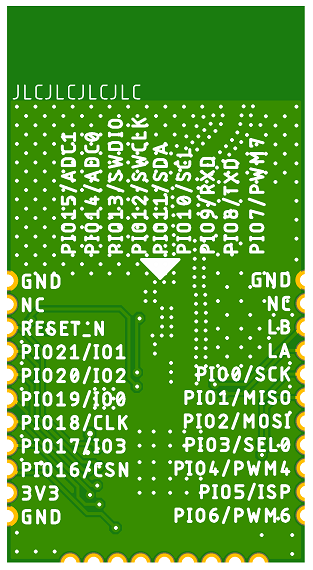 JLCJLCJLCJLC
PIO15/ADC1
PIO14/ADC0
PIO13/SWDIO
PIO12/SWCLK
PIO11/SDA
PIO10/SCL
PIO9/RXD
PIO8/TXD
PIO7/PWM7
GND GND
NC NC
RESET_N LB
PIO21/IO1 LA
PIO20/IO2 PIO0/SCK
PIO19/IO0 PIO1/MISO
PIO18/CLK PIO2/MOSI
PIO17/IO3 PIO3/SEL0
PIO16/CSN PIO4/PWM4
3V3 PIO5/ISP
GND PIO6/PWM6